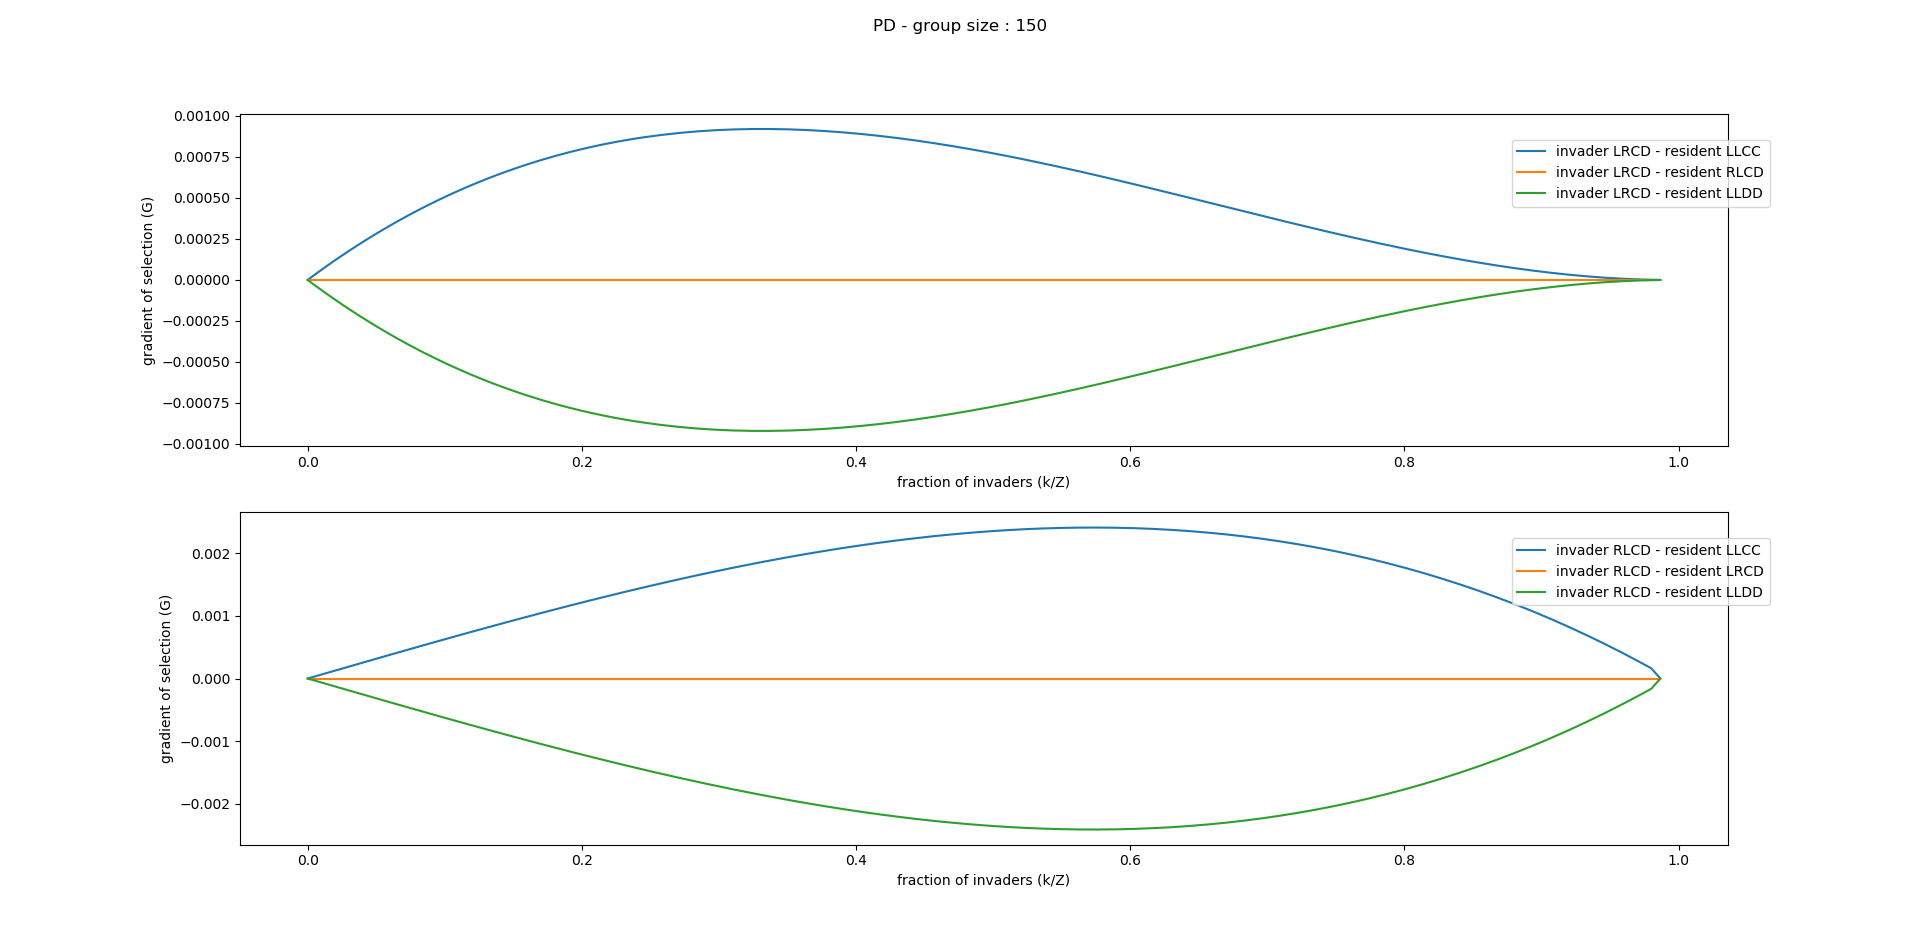 PD - group size : 150
0.00100
0.00075
0.00050
0.00025
0.00000
−0.00025
−0.00050
−0.00075
−0.00100
gradient of selection (G)
invader LRCD - resident LLCC
invader LRCD - resident RLCD
invader LRCD - resident LLDD
0.0 0.2 0.4 0.6 0.8 1.0
fraction of invaders (k/Z)
0.002
0.001
0.000
−0.001
−0.002
gradient of selection (G)
invader RLCD - resident LLCC
invader RLCD - resident LRCD
invader RLCD - resident LLDD
0.0 0.2 0.4 0.6 0.8 1.0
fraction of invaders (k/Z)